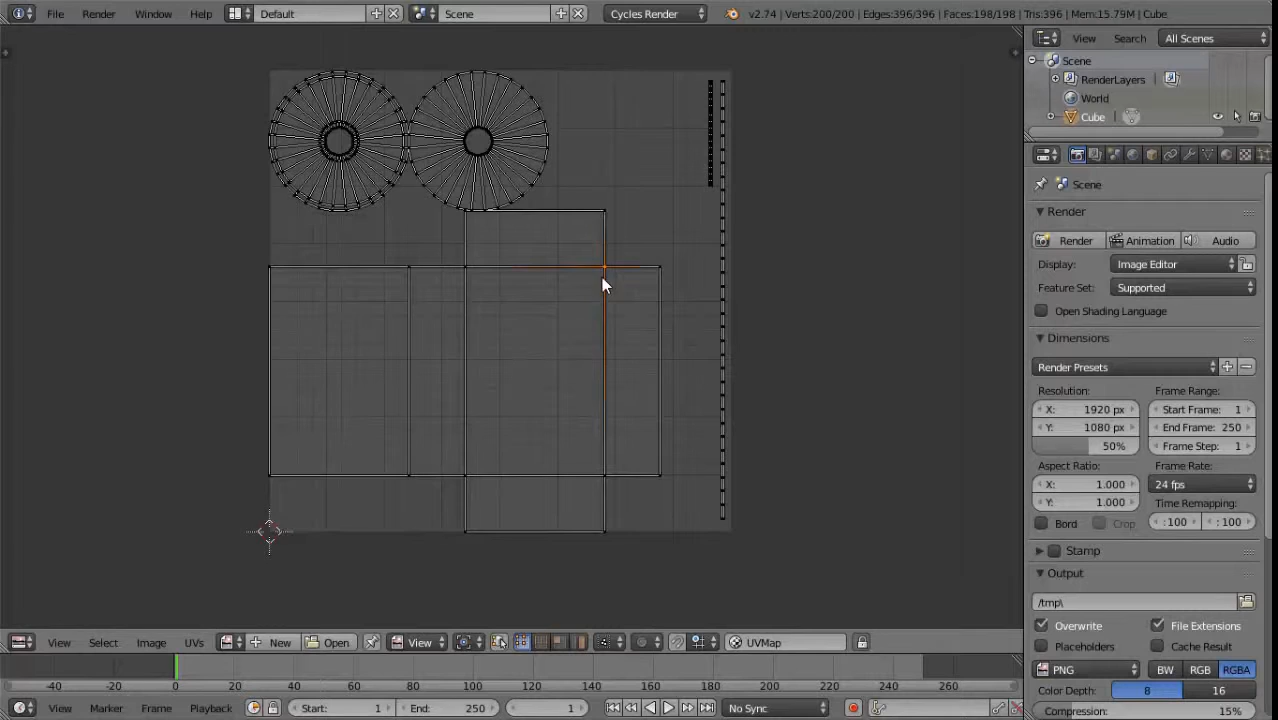 File Render Window Help Default Scene Cycles Render v2.74 | Verts:200/200 | Edges:396/396 | Faces:198/198 | Tris:396 | Mem:15.79M | Cube
View Search All Scenes
Scene
RenderLayers
World
Cube
Scene
Render
Render Animation Audio
Display: Image Editor
Feature Set: Supported
Open Shading Language
Dimensions
Render Presets
Resolution: Frame Range:
X: 1920 px Start Frame: 1
Y: 1080 px End Frame: 250
50% Frame Step: 1
Aspect Ratio: Frame Rate:
X: 1.000 24 fps
Y: 1.000 Time Remapping:
Bord Crop :100 :100
Stamp
Output
/tmp\
Overwrite File Extensions
Placeholders Cache Result
PNG BW RGB RGBA
Color Depth: 8 16
Compression: 15%
View Select Image UVs New Open View UVMap
-40 -20 0 20 40 60 80 100 120 140 160 180 200 220 240 260
View Marker Frame Playback Start: 1 End: 250 1 No Sync